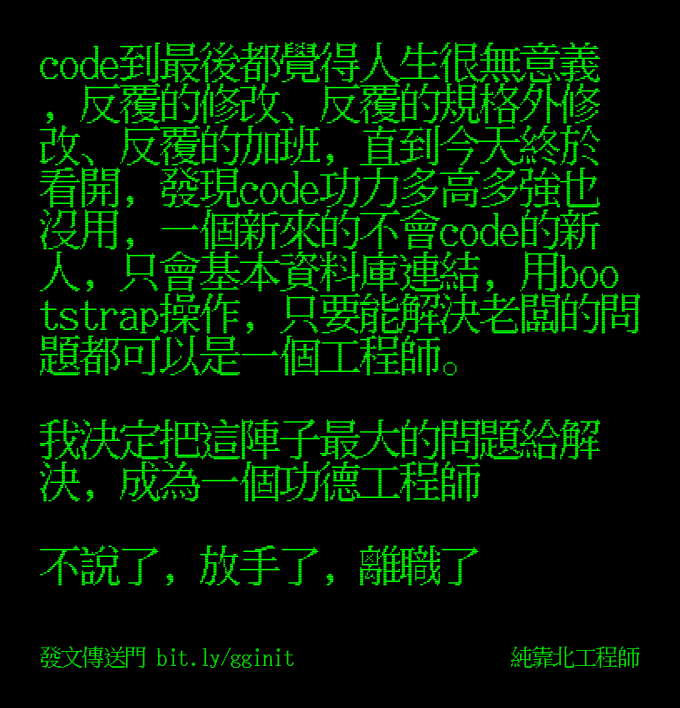 code到最後都覺得人生很無意義
，反覆的修改、反覆的規格外修
改、反覆的加班，直到今天終於
看開，發現code功力多高多強也
沒用，一個新來的不會code的新
人，只會基本資料庫連結，用boo
tstrap操作，只要能解決老闆的問
題都可以是一個工程師。
我決定把這陣子最大的問題給解
決，成為一個功德工程師
不說了，放手了，離職了
發文傳送門 bit.ly/gginit
純靠北工程師